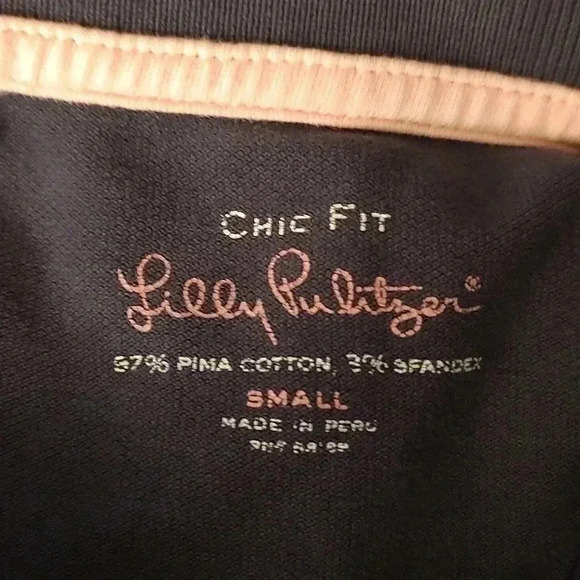 CHIC FIT
Lilly Pulitzer®
97% PIMA COTTON, 3% SPANDEX
SMALL
MADE IN PERU